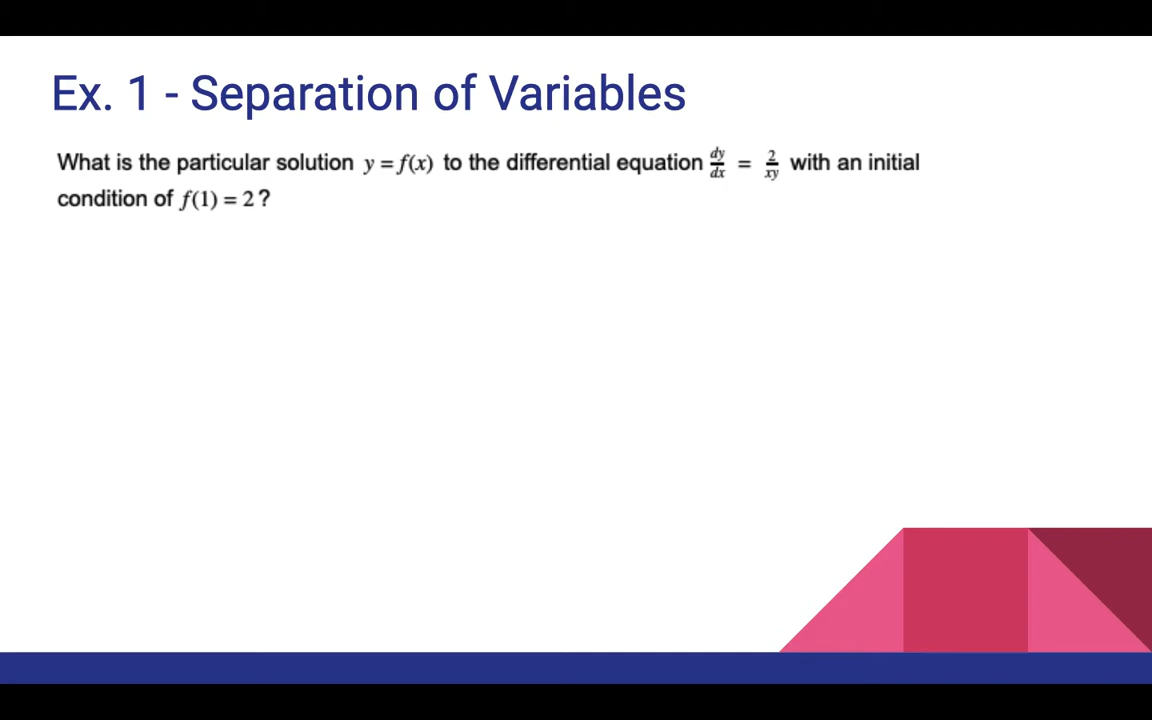 Ex. 1 - Separation of Variables
What is the particular solution y = f(x) to the differential equation dy/dx = 2/xy with an initial
condition of f(1) = 2 ?